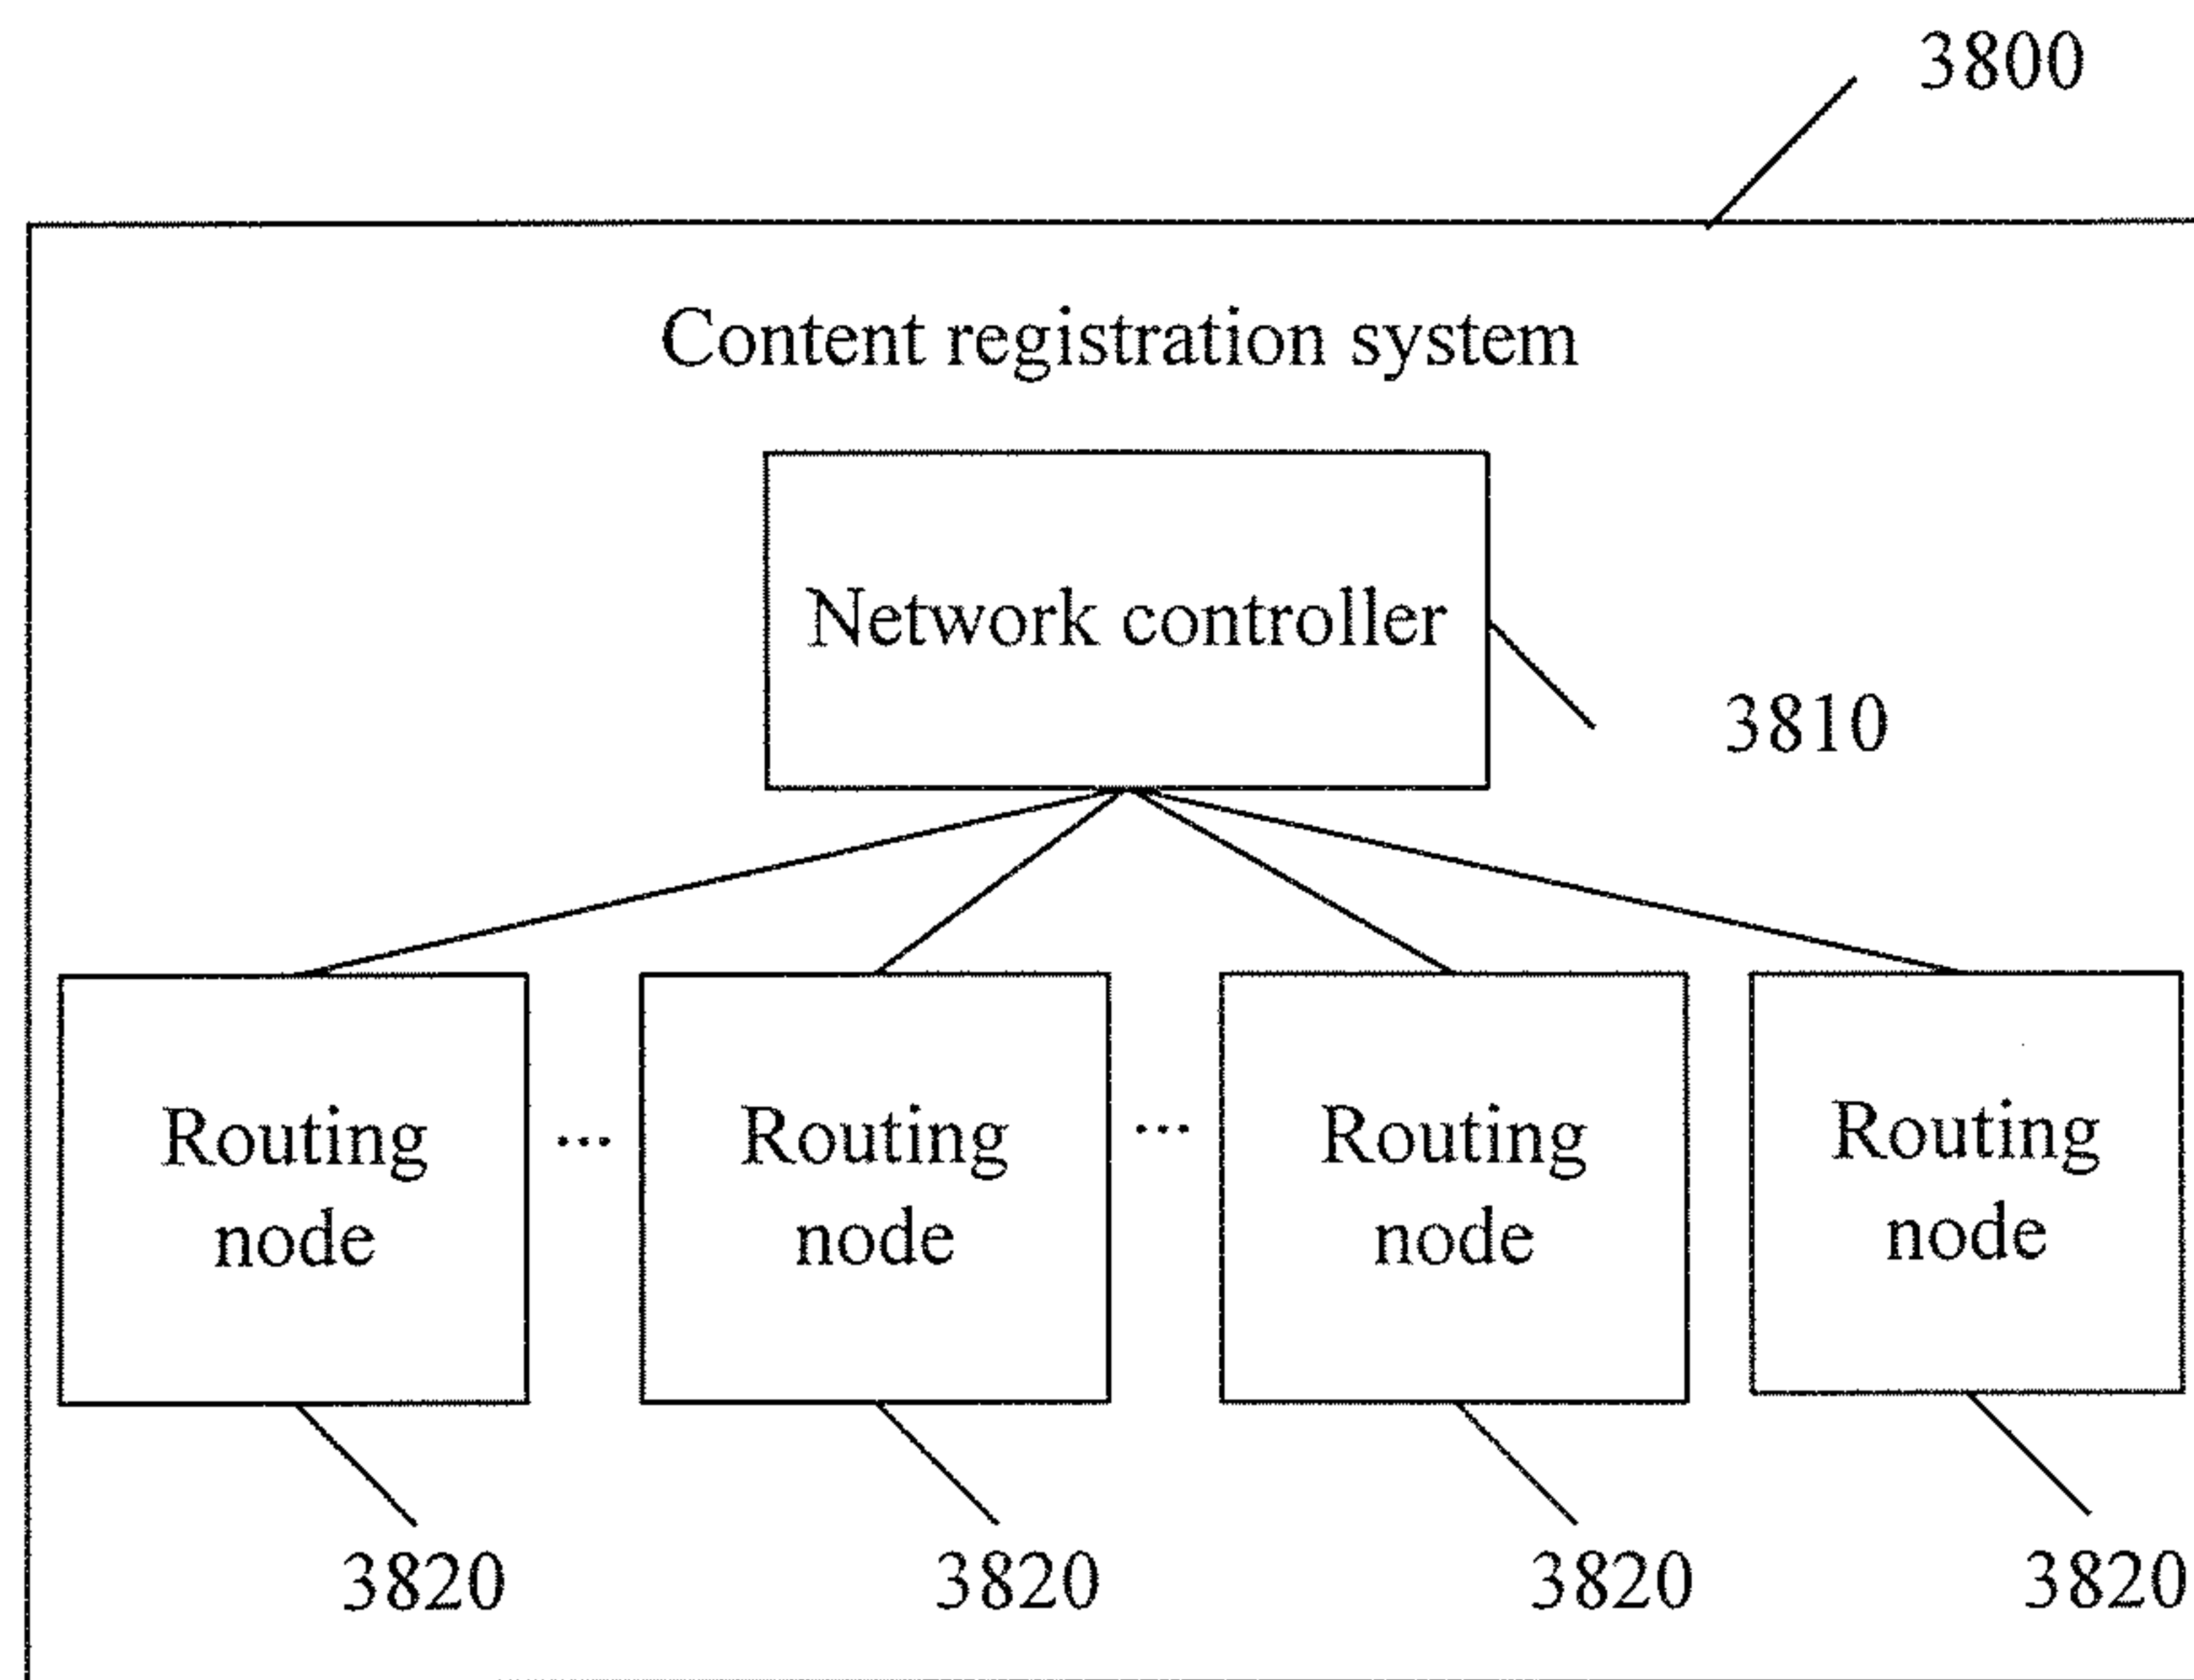 3800
Content registration system
Network controller
3810
Routing
node
...
Routing
node
...
Routing
node
Routing
node
3820
3820
3820
3820